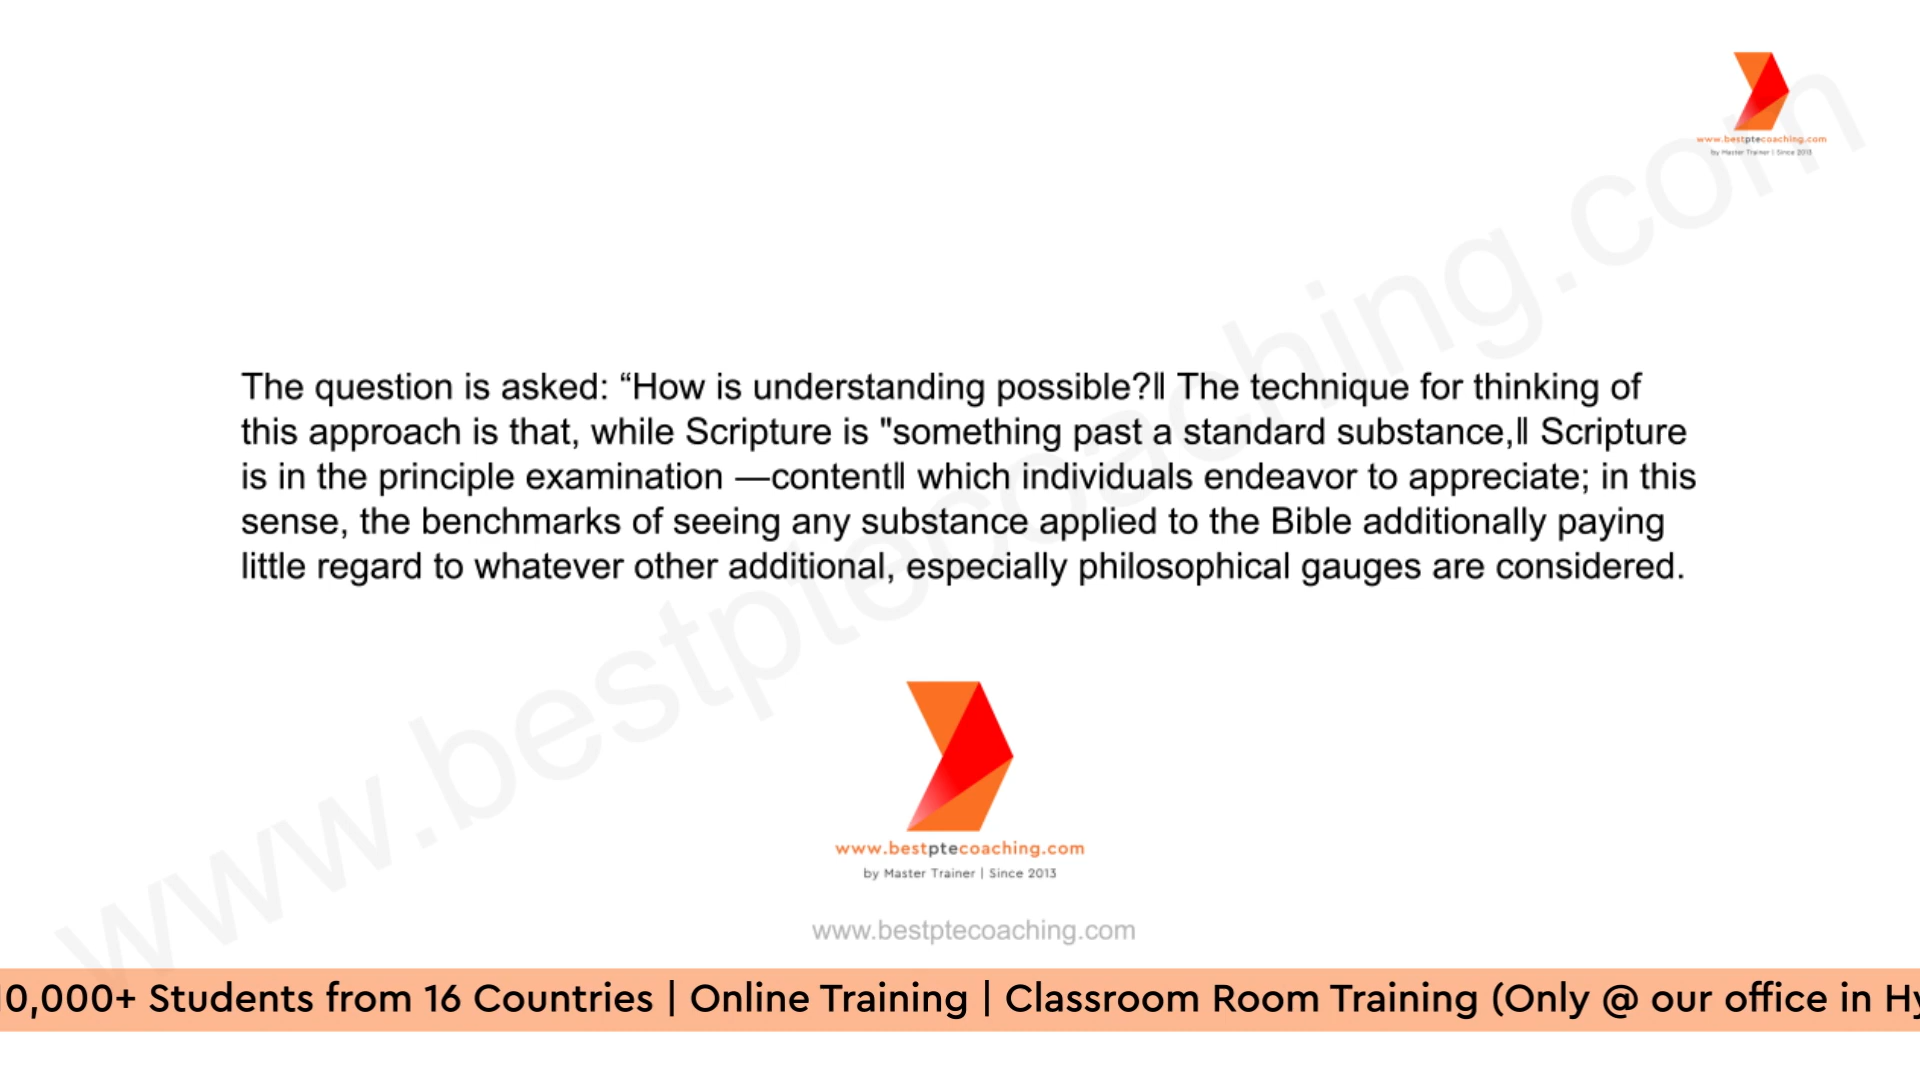 www.bestptecoaching.com
by Master Trainer | Since 2013
The question is asked: “How is understanding possible?‖ The technique for thinking of
this approach is that, while Scripture is "something past a standard substance,‖ Scripture
is in the principle examination ―content‖ which individuals endeavor to appreciate; in this
sense, the benchmarks of seeing any substance applied to the Bible additionally paying
little regard to whatever other additional, especially philosophical gauges are considered.
www.bestptecoaching.com
www.bestptecoaching.com
by Master Trainer | Since 2013
www.bestptecoaching.com
0,000+ Students from 16 Countries | Online Training | Classroom Room Training (Only @ our office in Hy